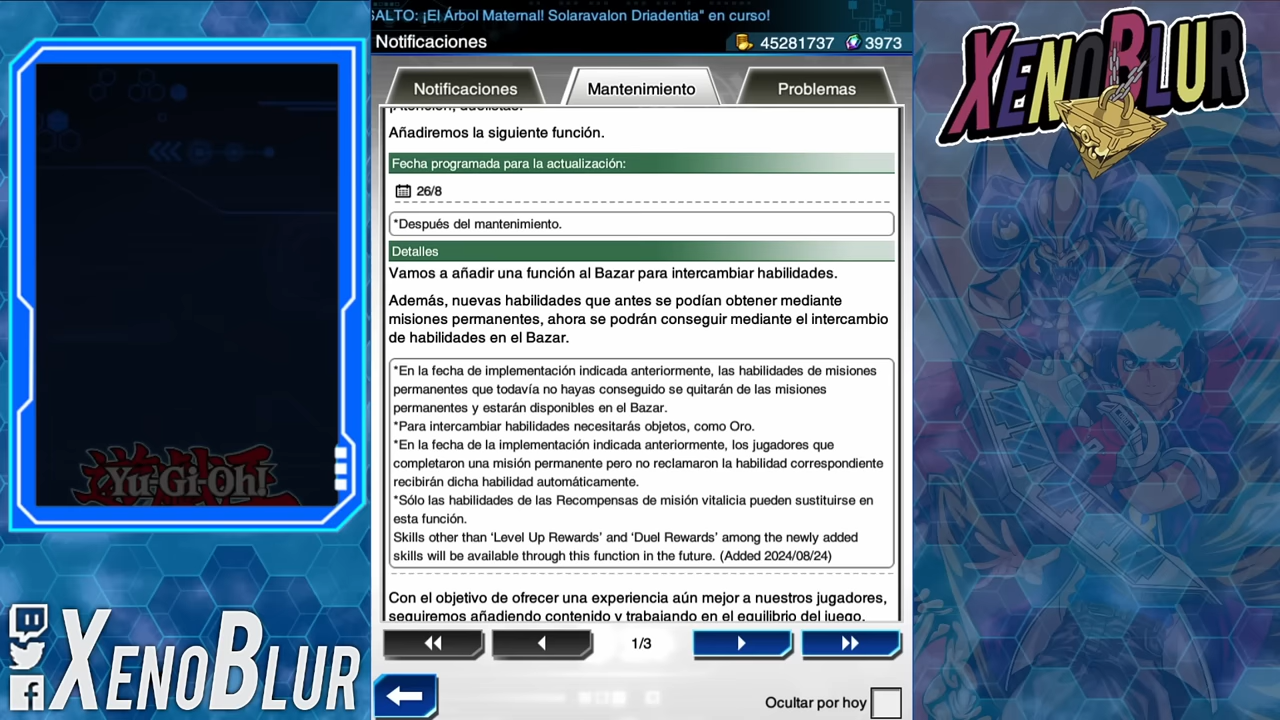 SALTO: ¡El Árbol Maternal! Solaravalon Driadentia" en curso!
Notificaciones
45281737
3973
Notificaciones
Mantenimiento
Problemas
¡Atención, duelistas!
Añadiremos la siguiente función.
Fecha programada para la actualización:
26/8
*Después del mantenimiento.
Detalles
Vamos a añadir una función al Bazar para intercambiar habilidades.
Además, nuevas habilidades que antes se podían obtener mediante
misiones permanentes, ahora se podrán conseguir mediante el intercambio
de habilidades en el Bazar.
*En la fecha de implementación indicada anteriormente, las habilidades de misiones
permanentes que todavía no hayas conseguido se quitarán de las misiones
permanentes y estarán disponibles en el Bazar.
*Para intercambiar habilidades necesitarás objetos, como Oro.
*En la fecha de la implementación indicada anteriormente, los jugadores que
completaron una misión permanente pero no reclamaron la habilidad correspondiente
recibirán dicha habilidad automáticamente.
*Sólo las habilidades de las Recompensas de misión vitalicia pueden sustituirse en
esta función.
Skills other than ‘Level Up Rewards’ and ‘Duel Rewards’ among the newly added
skills will be available through this function in the future. (Added 2024/08/24)
Con el objetivo de ofrecer una experiencia aún mejor a nuestros jugadores,
seguiremos añadiendo contenido y trabajando en el equilibrio del juego.
1/3
Ocultar por hoy
Yu-Gi-Oh!
XENOBLUR
XENOBLUR